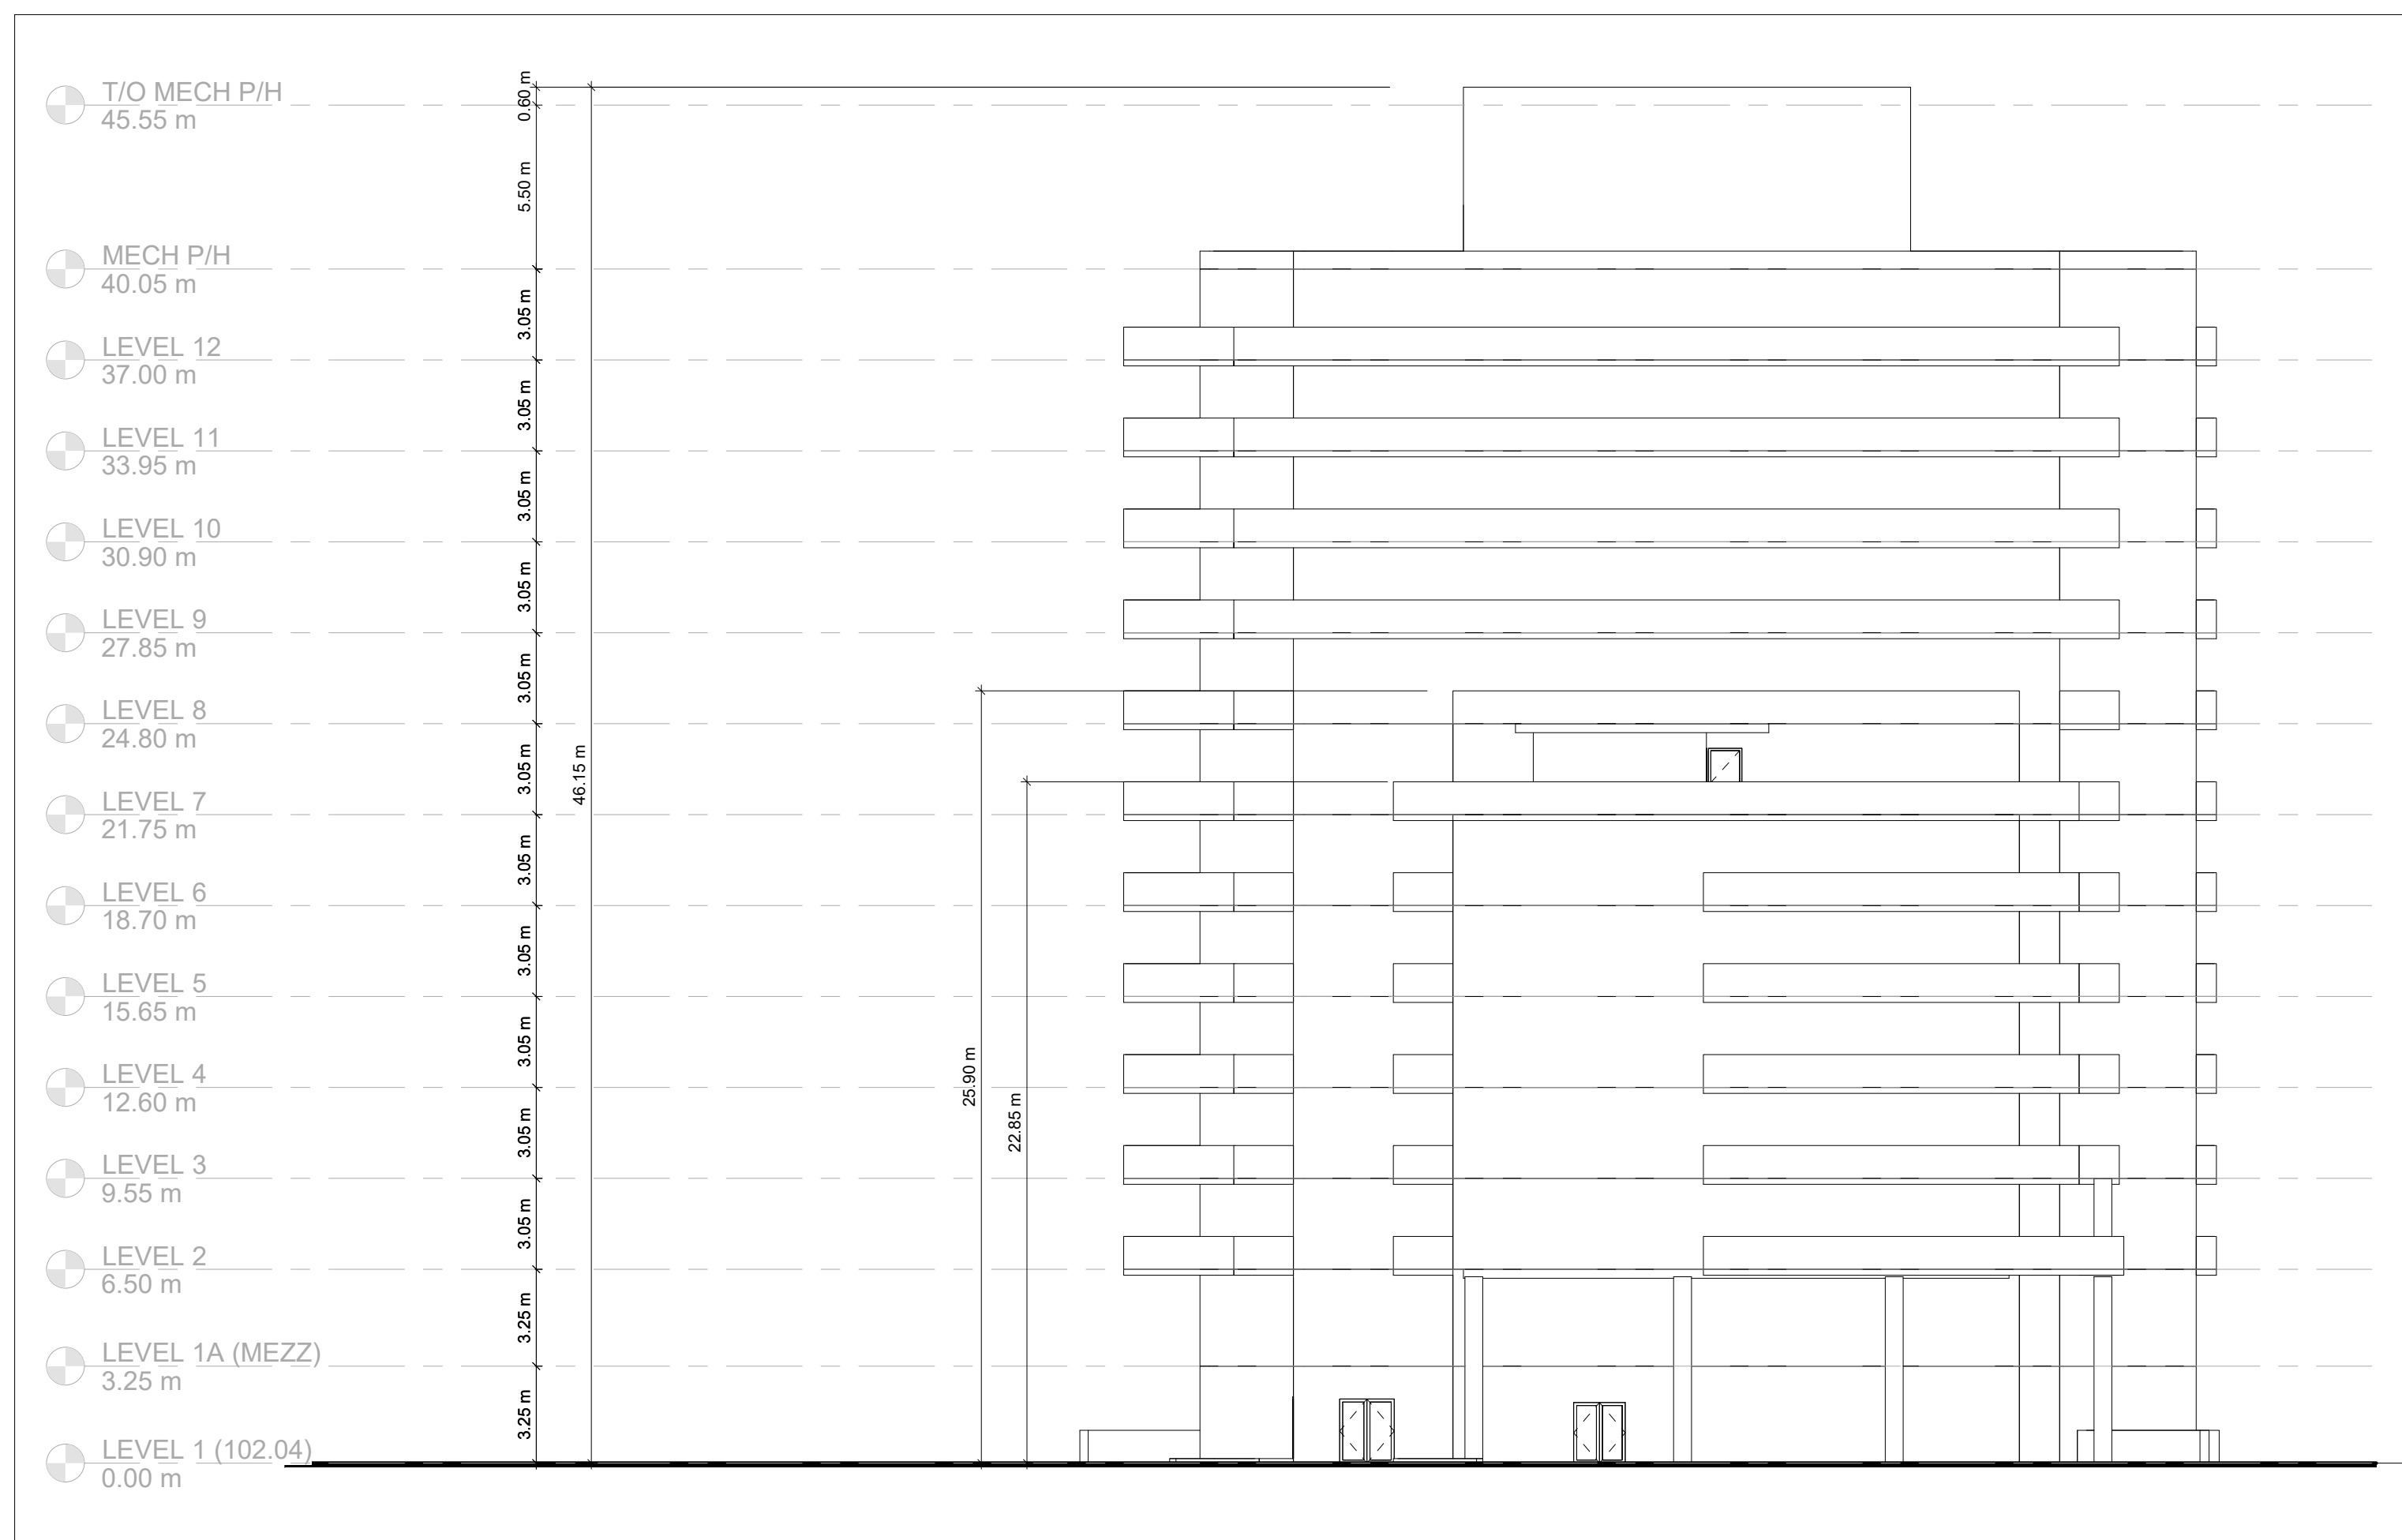 T/O MECH P/H
45.55 m
MECH P/H
40.05 m
LEVEL 12
37.00 m
LEVEL 11
33.95 m
LEVEL 10
30.90 m
LEVEL 9
27.85 m
LEVEL 8
24.80 m
LEVEL 7
21.75 m
LEVEL 6
18.70 m
LEVEL 5
15.65 m
LEVEL 4
12.60 m
LEVEL 3
9.55 m
LEVEL 2
6.50 m
LEVEL 1A (MEZZ)
3.25 m
LEVEL 1 (102.04)
0.00 m
0.60 m
5.50 m
3.05 m
3.05 m
3.05 m
3.05 m
3.05 m
3.05 m
3.05 m
3.05 m
3.05 m
3.05 m
3.05 m
3.25 m
3.25 m
46.15 m
25.90 m
22.85 m